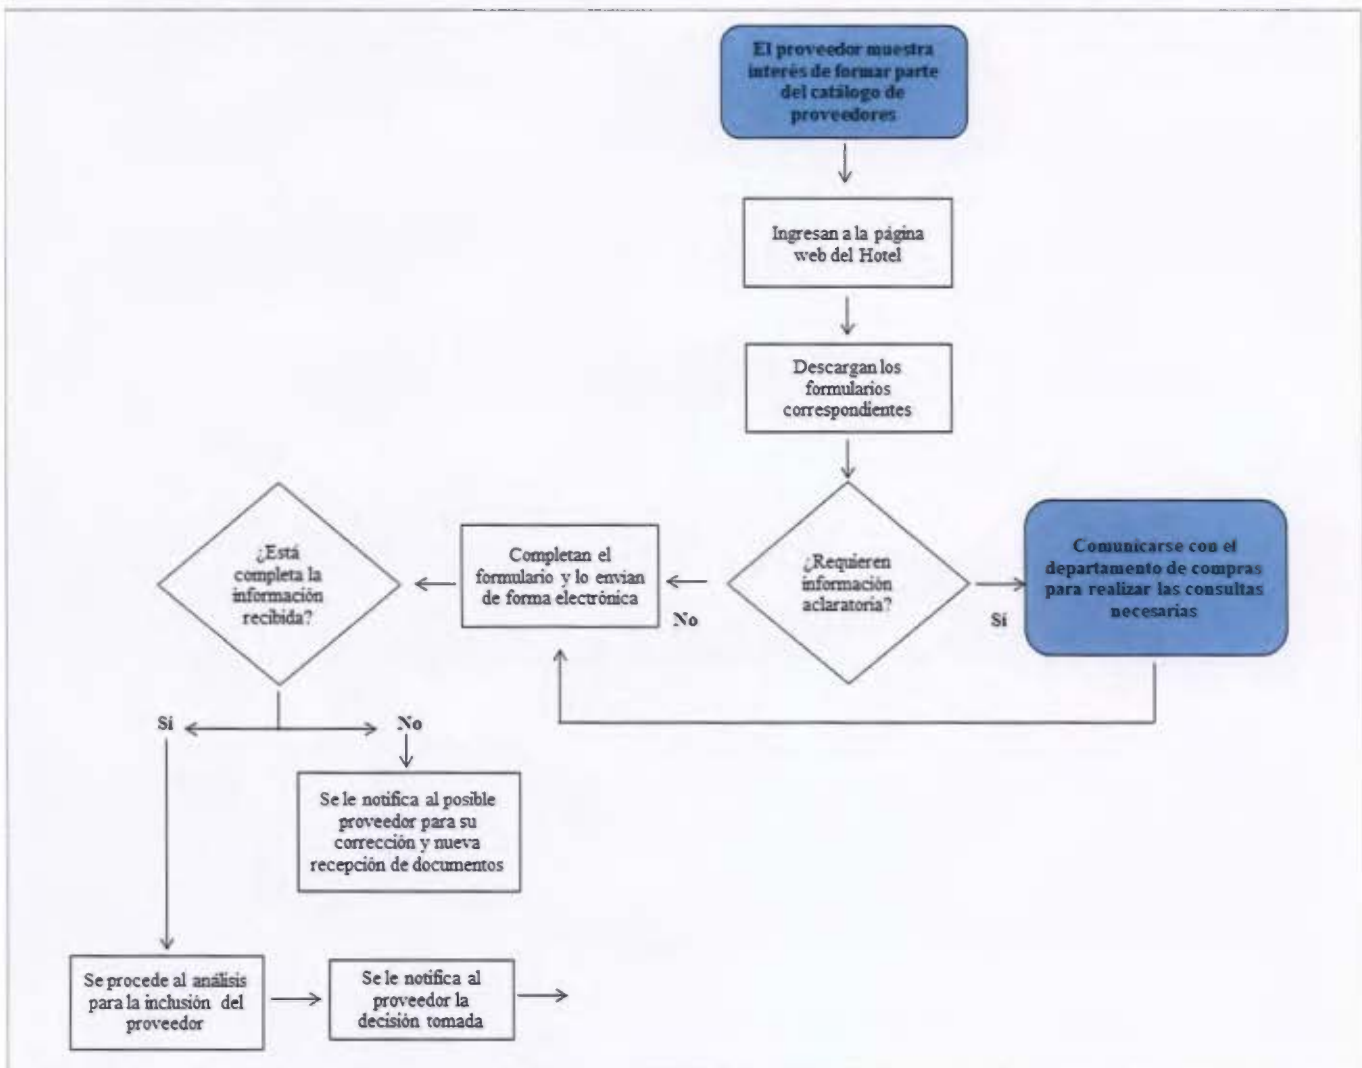 El proveedor muestra
interés de formar parte
del catálogo de
proveedores
Ingresan a la página
web del Hotel
Descargan los
formularios
correspondientes
¿Requieren
información
aclaratoria?
Sí
Comunicarse con el
departamento de compras
para realizar las consultas
necesarias
No
Completan el
formulario y lo envian
de forma electrónica
¿Está
completa la
información
recibida?
Sí
No
Se le notifica al posible
proveedor para su
corrección y nueva
recepción de documentos
Se procede al análisis
para la inclusión del
proveedor
Se le notifica al
proveedor la
decisión tomada